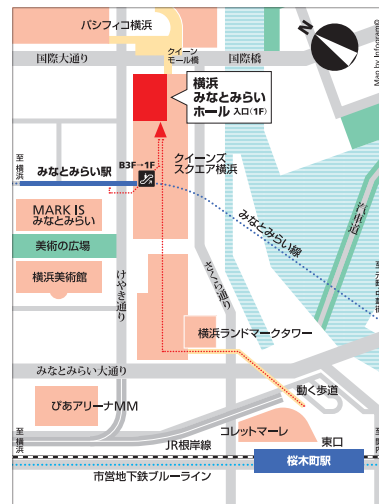 パシフィコ横浜
N
Map by Infogram©
国際大通り
クイーン
モール橋
国際橋
横浜
みなとみらい
ホール 入口(1F)
至横浜
みなとみらい駅
B3F→1F
クイーンズ
スクエア横浜
MARK IS
みなとみらい
美術の広場
横浜美術館
けやき通り
さくら通り
みなとみらい線
汽車道
横浜ランドマークタワー
みなとみらい大通り
ぴあアリーナMM
動く歩道
コレットマーレ
東口
至横浜
JR根岸線
桜木町駅
市営地下鉄ブルーライン